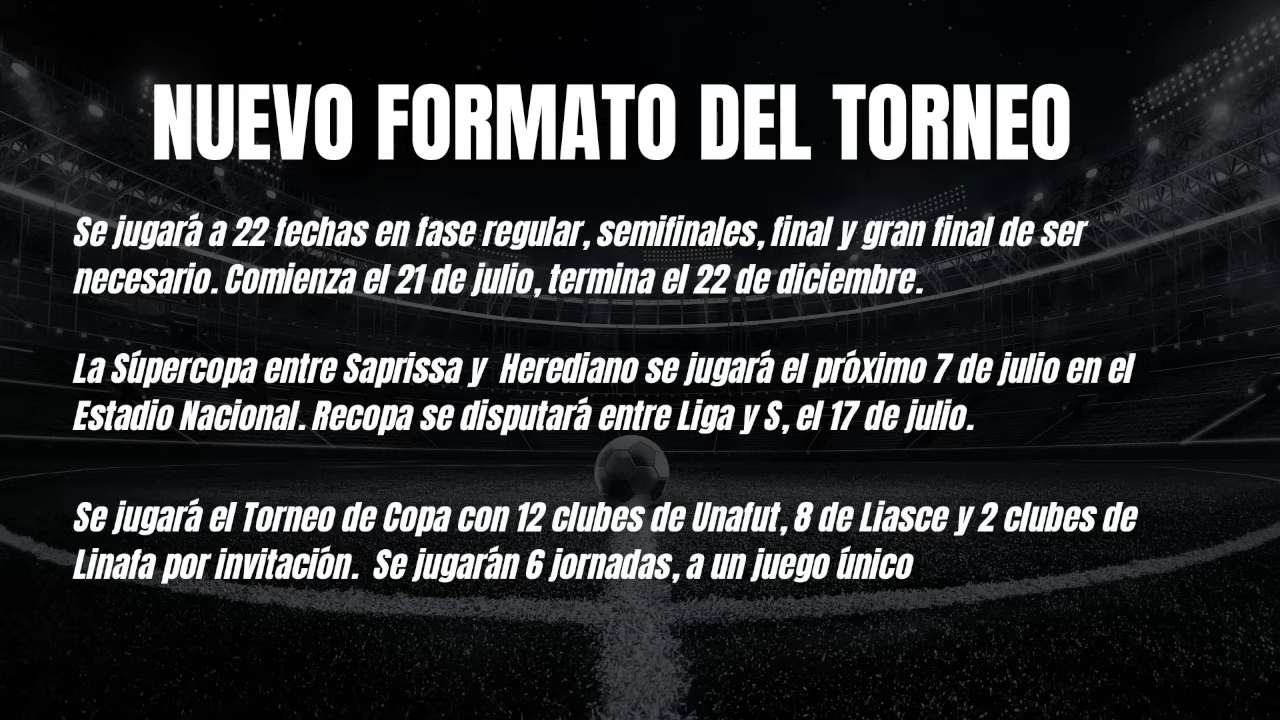 NUEVO FORMATO DEL TORNEO
Se jugará a 22 fechas en fase regular, semifinales, final y gran final de ser
necesario. Comienza el 21 de julio, termina el 22 de diciembre.
La Súpercopa entre Saprissa y  Herediano se jugará el próximo 7 de julio en el
Estadio Nacional. Recopa se disputará entre Liga y S, el 17 de julio.
Se jugará el Torneo de Copa con 12 clubes de Unafut, 8 de Liasce y 2 clubes de
Linafa por invitación.  Se jugarán 6 jornadas, a un juego único